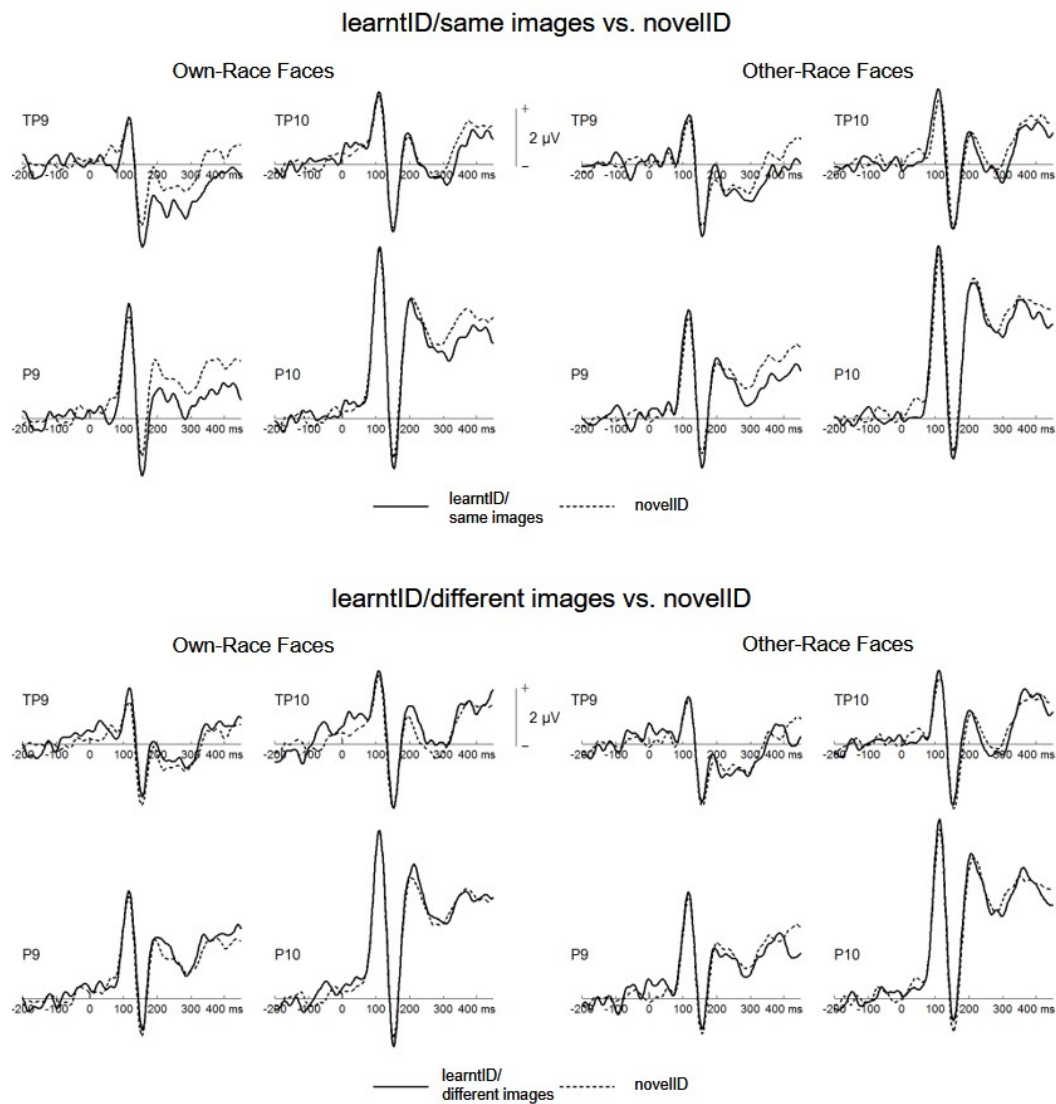 learntID/same images vs. novelID
Own-Race Faces
Other-Race Faces
TP9
TP10
+
2 µV
−
TP9
TP10
-200 -100 0 100 200 300 400 ms
-200 -100 0 100 200 300 400 ms
-200 -100 0 100 200 300 400 ms
-200 -100 0 100 200 300 400 ms
P9
P10
P9
P10
-200 -100 0 100 200 300 400 ms
-200 -100 0 100 200 300 400 ms
-200 -100 0 100 200 300 400 ms
-200 -100 0 100 200 300 400 ms
learntID/
same images
novelID
learntID/different images vs. novelID
Own-Race Faces
Other-Race Faces
TP9
TP10
+
2 µV
−
TP9
TP10
-200 -100 0 100 200 300 400
-200 -100 0 100 200 300 400
-200 -100 0 100 200 300 400
-200 -100 0 100 200 300 400
P9
P10
P9
P10
-200 -100 0 100 200 300 400 ms
-200 -100 0 100 200 300 400 ms
-200 -100 0 100 200 300 400 ms
-200 -100 0 100 200 300 400 ms
learntID/
different images
novelID